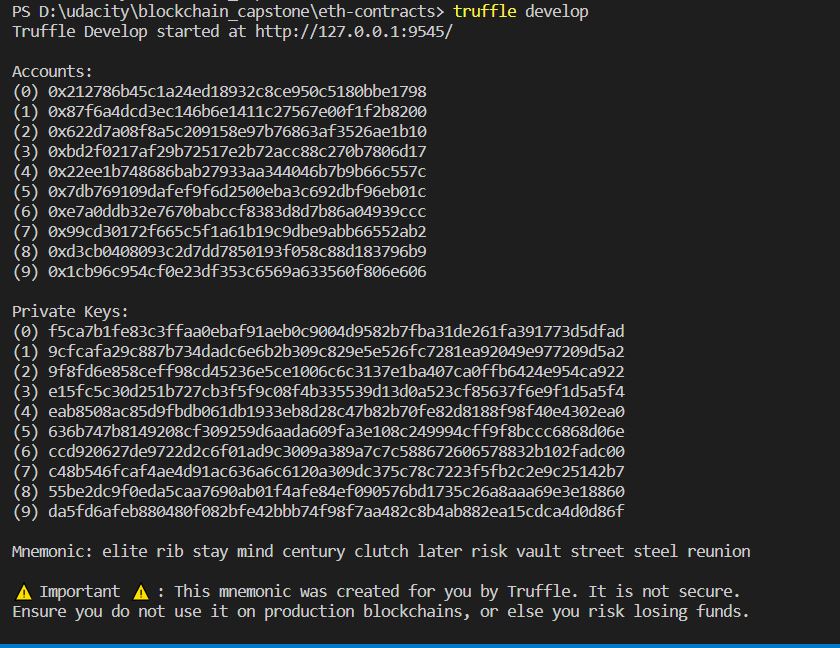 PS D:\udacity\blockchain_capstone\eth-contracts> truffle develop
Truffle Develop started at http://127.0.0.1:9545/
Accounts:
(0) 0x212786b45c1a24ed18932c8ce950c5180bbe1798
(1) 0x87f6a4dcd3ec146b6e1411c27567e00f1f2b8200
(2) 0x622d7a08f8a5c209158e97b76863af3526ae1b10
(3) 0xbd2f0217af29b72517e2b72acc88c270b7806d17
(4) 0x22ee1b748686bab27933aa344046b7b9b66c557c
(5) 0x7db769109dafef9f6d2500eba3c692dbf96eb01c
(6) 0xe7a0ddb32e7670babccf8383d8d7b86a04939ccc
(7) 0x99cd30172f665c5f1a61b19c9dbe9abb66552ab2
(8) 0xd3cb0408093c2d7dd7850193f058c88d183796b9
(9) 0x1cb96c954cf0e23df353c6569a633560f806e606
Private Keys:
(0) f5ca7b1fe83c3ffaa0ebaf91aeb0c9004d9582b7fba31de261fa391773d5dfad
(1) 9cfcafa29c887b734dadc6e6b2b309c829e5e526fc7281ea92049e977209d5a2
(2) 9f8fd6e858ceff98cd45236e5ce1006c6c3137e1ba407ca0ffb6424e954ca922
(3) e15fc5c30d251b727cb3f5f9c08f4b335539d13d0a523cf85637f6e9f1d5a5f4
(4) eab8508ac85d9fbdb061db1933eb8d28c47b82b70fe82d8188f98f40e4302ea0
(5) 636b747b8149208cf309259d6aada609fa3e108c249994cff9f8bccc6868d06e
(6) ccd920627de9722d2c6f01ad9c3009a389a7c7c588672606578832b102fadc00
(7) c48b546fcaf4ae4d91ac636a6c6120a309dc375c78c7223f5fb2c2e9c25142b7
(8) 55be2dc9f0eda5caa7690ab01f4afe84ef090576bd1735c26a8aaa69e3e18860
(9) da5fd6afeb880480f082bfe42bbb74f98f7aa482c8b4ab882ea15cdca4d0d86f
Mnemonic: elite rib stay mind century clutch later risk vault street steel reunion
⚠ Important ⚠ : This mnemonic was created for you by Truffle. It is not secure.
Ensure you do not use it on production blockchains, or else you risk losing funds.